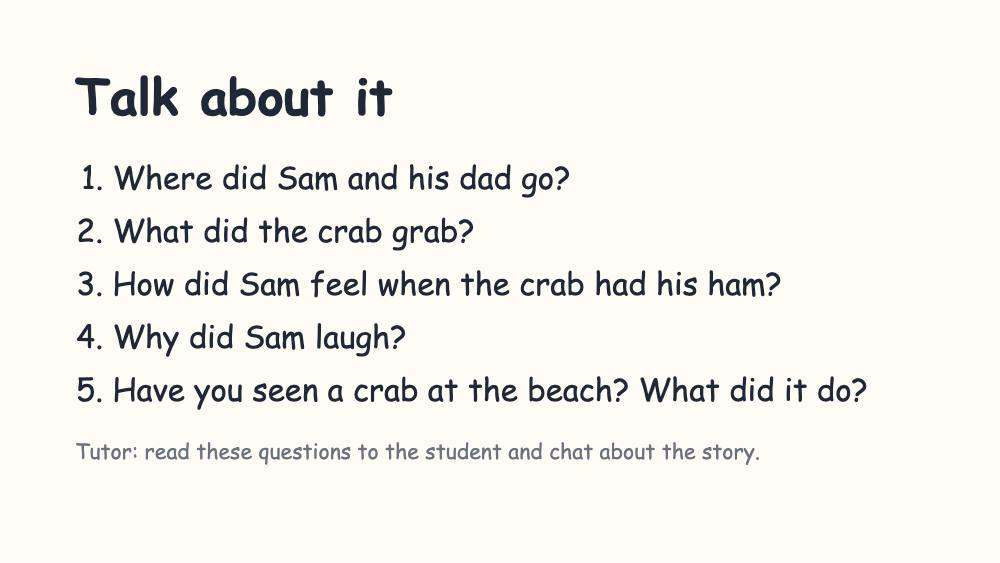 Talk about it
1. Where did Sam and his dad go?
2. What did the crab grab?
3. How did Sam feel when the crab had his ham?
4. Why did Sam laugh?
5. Have you seen a crab at the beach? What did it do?
Tutor: read these questions to the student and chat about the story.